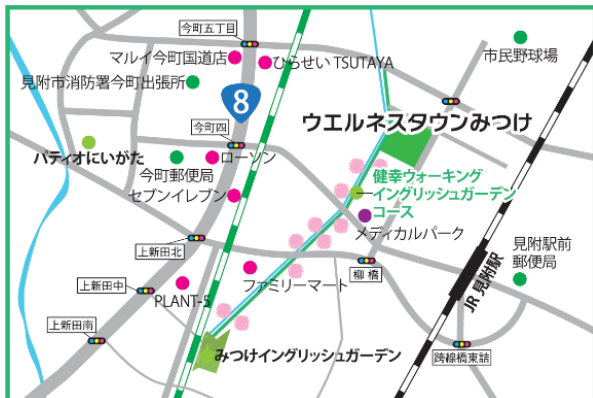 今町五丁目
マルイ今町国道店
ひらせい TSUTAYA
市民野球場
見附市消防署今町出張所
8
ウエルネスタウンみつけ
今町四
パティオにいがた
ローソン
今町郵便局
セブンイレブン
健幸ウォーキング
イングリッシュガーデン
コース
メディカルパーク
上新田北
柳橋
見附駅前
郵便局
JR 見附駅
上新田中
PLANT-5
ファミリーマート
上新田南
みつけイングリッシュガーデン
跨線橋東詰